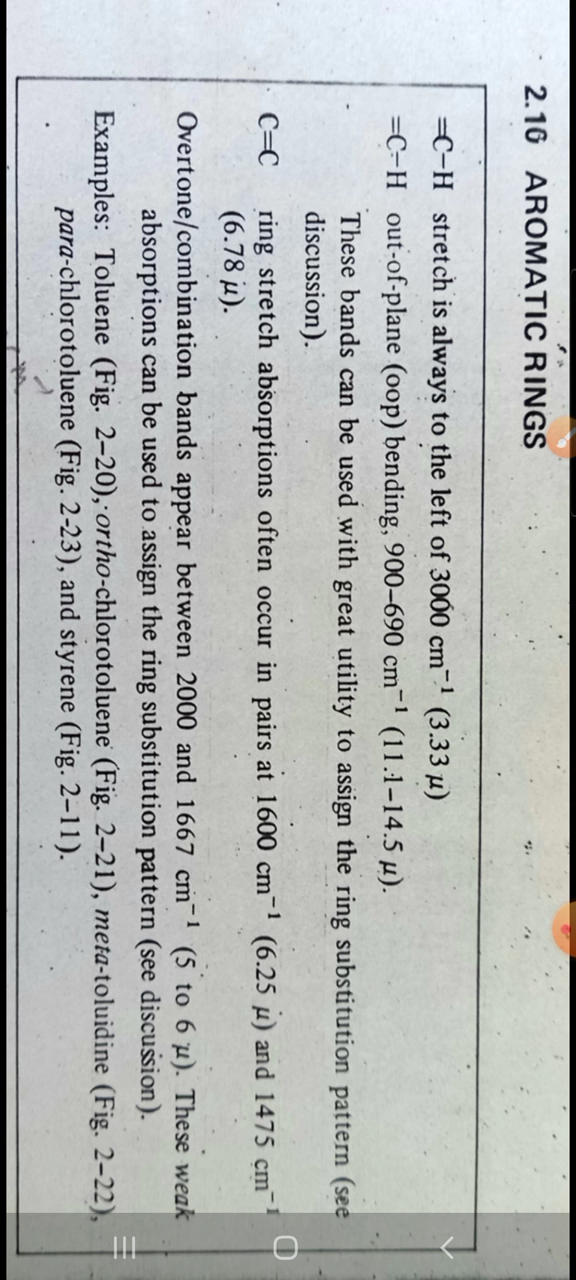 2.16 AROMATIC RINGS
=C–H stretch is always to the left of 3000 cm⁻¹ (3.33 μ)
=C–H out-of-plane (oop) bending, 900–690 cm⁻¹ (11.1–14.5 μ).
These bands can be used with great utility to assign the ring substitution pattern (see
discussion).
C=C ring stretch absorptions often occur in pairs at 1600 cm⁻¹ (6.25 μ) and 1475 cm⁻¹
(6.78 μ).
Overtone/combination bands appear between 2000 and 1667 cm⁻¹ (5 to 6 μ). These weak
absorptions can be used to assign the ring substitution pattern (see discussion).
Examples: Toluene (Fig. 2–20), ortho-chlorotoluene (Fig. 2–21), meta-toluidine (Fig. 2–22),
para-chlorotoluene (Fig. 2-23), and styrene (Fig. 2–11).